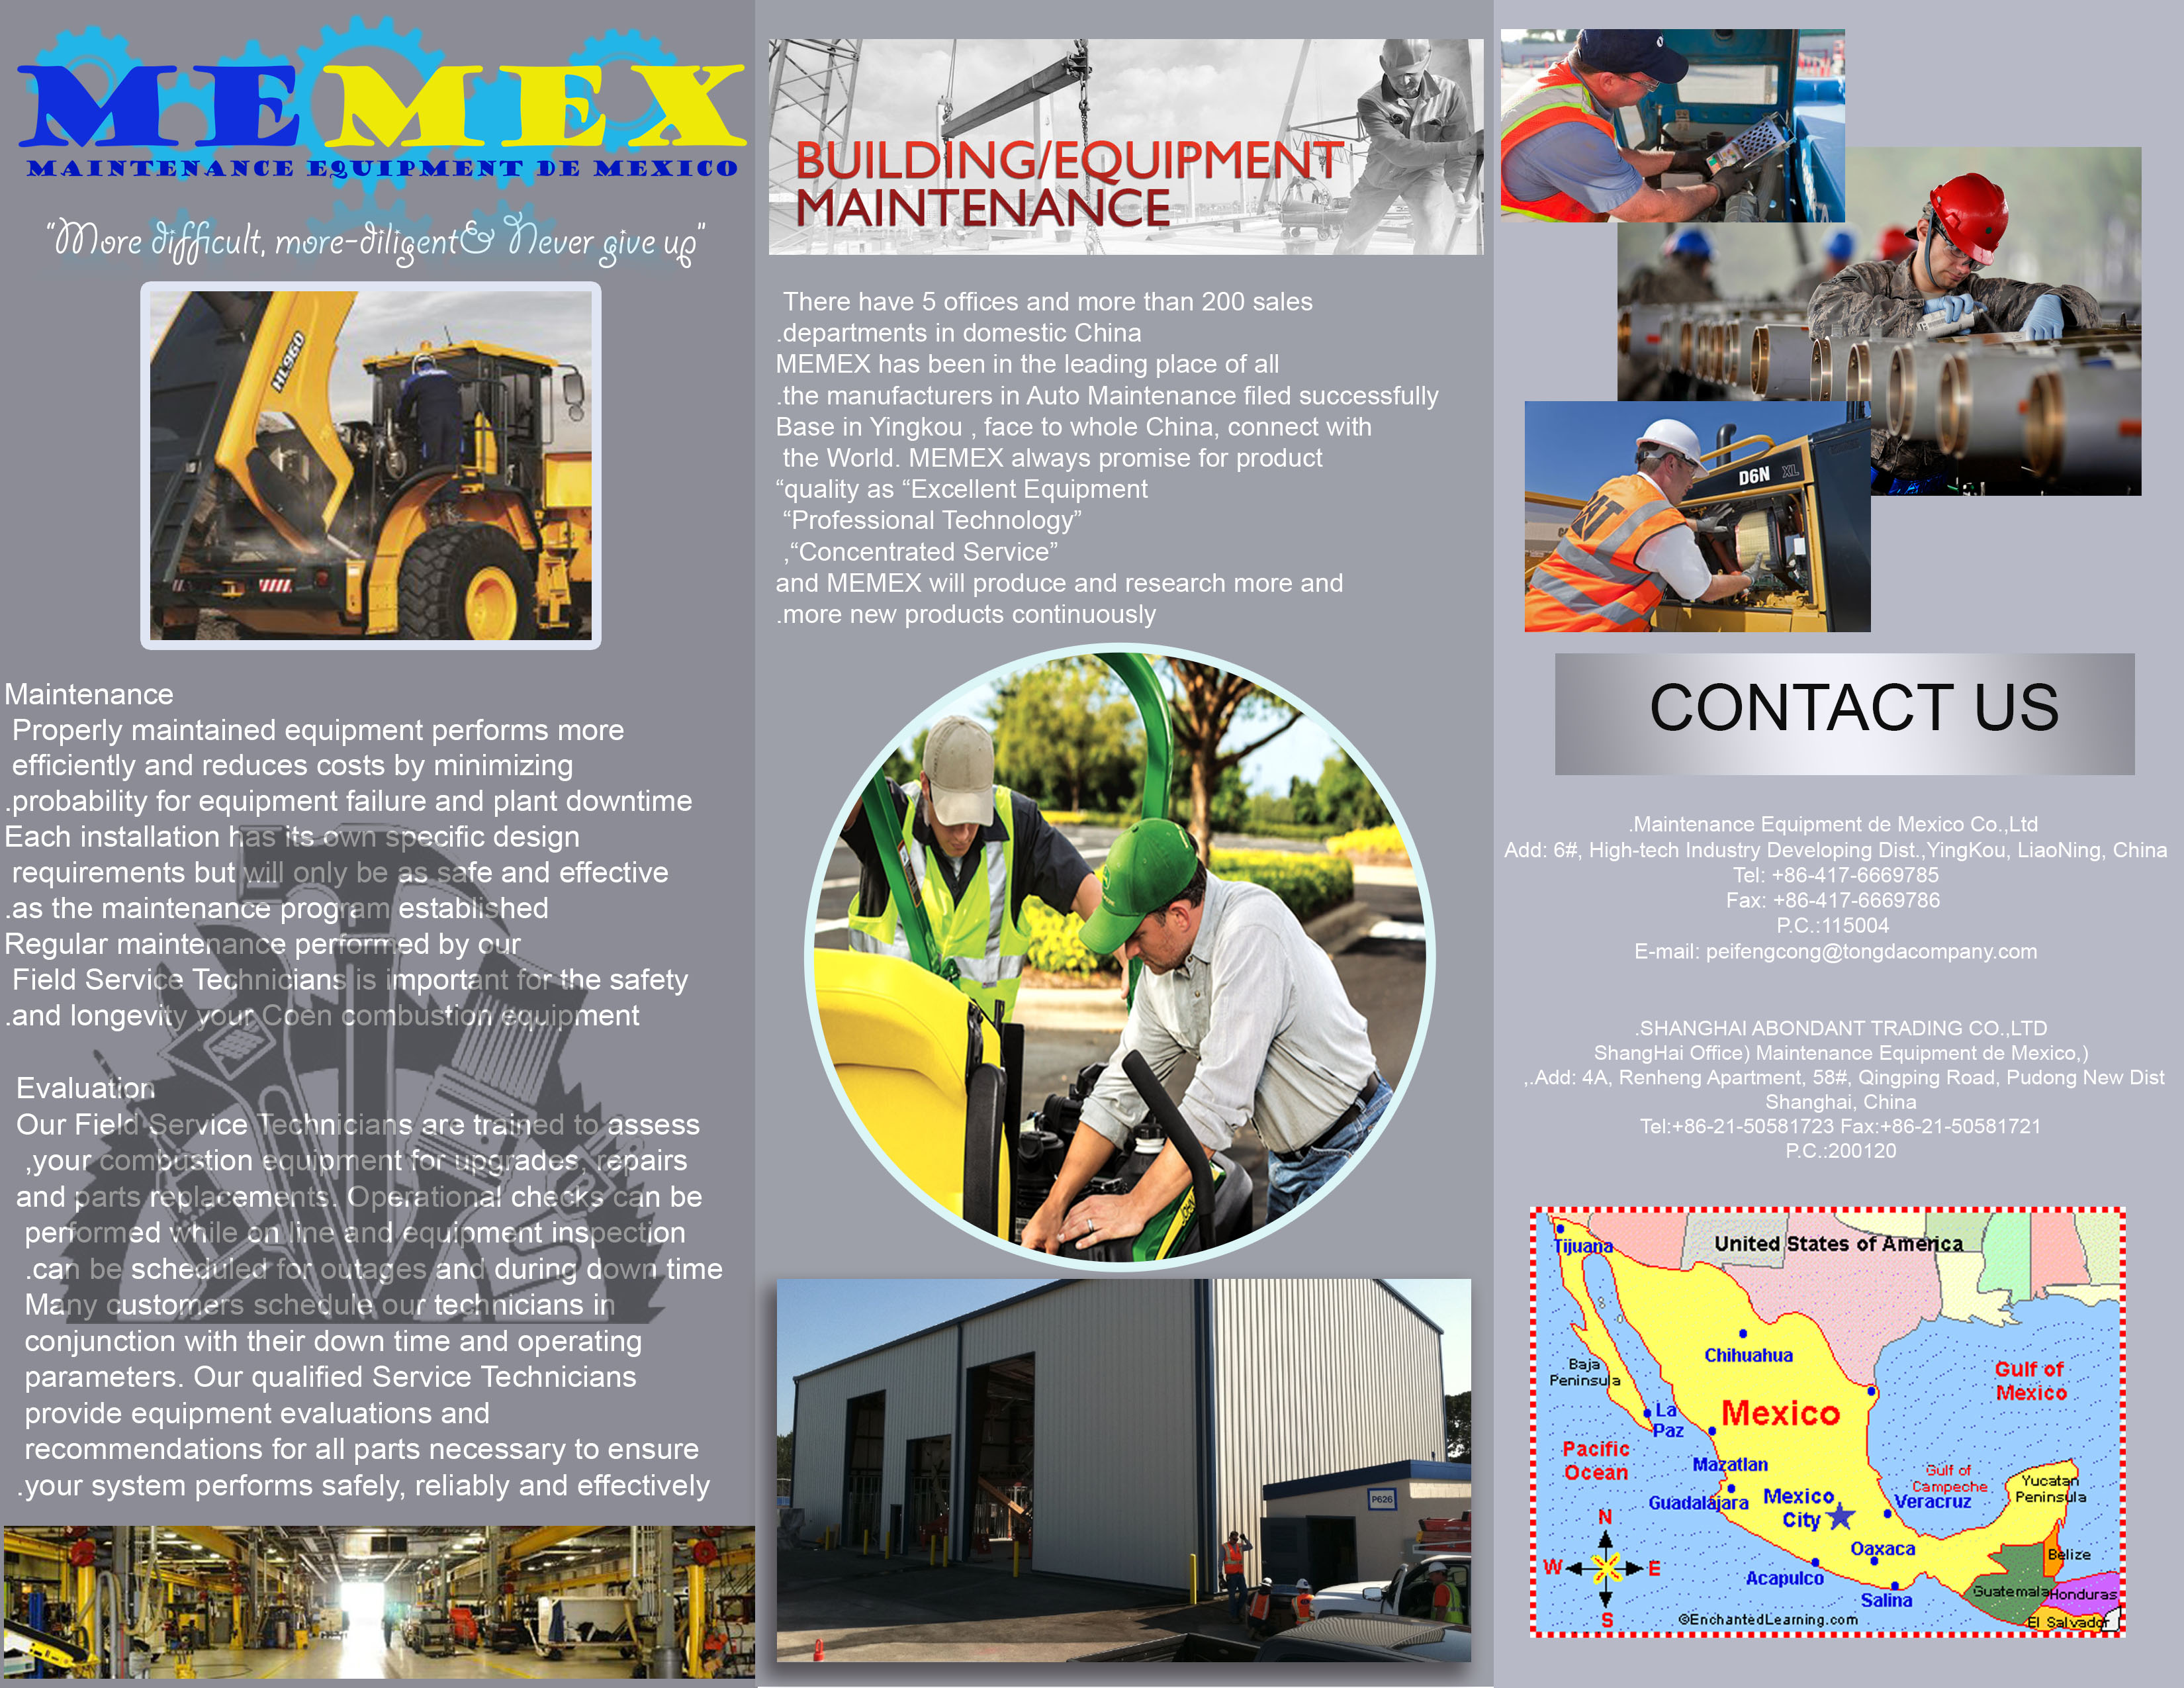 MEMEX
MAINTENANCE EQUIPMENT DE MEXICO
"More difficult, more-diligent& Never give up"
HL960
Maintenance
Properly maintained equipment performs more
efficiently and reduces costs by minimizing
.probability for equipment failure and plant downtime
Each installation has its own specific design
requirements but will only be as safe and effective
.as the maintenance program established
Regular maintenance performed by our
Field Service Technicians is important for the safety
.and longevity your Coen combustion equipment
Evaluation
Our Field Service Technicians are trained to assess
,your combustion equipment for upgrades, repairs
and parts replacements. Operational checks can be
performed while on line and equipment inspection
.can be scheduled for outages and during down time
Many customers schedule our technicians in
conjunction with their down time and operating
parameters. Our qualified Service Technicians
provide equipment evaluations and
recommendations for all parts necessary to ensure
.your system performs safely, reliably and effectively
BUILDING/EQUIPMENT
MAINTENANCE
There have 5 offices and more than 200 sales
.departments in domestic China
MEMEX has been in the leading place of all
.the manufacturers in Auto Maintenance filed successfully
Base in Yingkou , face to whole China, connect with
the World. MEMEX always promise for product
“quality as “Excellent Equipment
“Professional Technology”
,“Concentrated Service”
and MEMEX will produce and research more and
.more new products continuously
P626
D6N XL
CAT
CONTACT US
.Maintenance Equipment de Mexico Co.,Ltd
Add: 6#, High-tech Industry Developing Dist.,YingKou, LiaoNing, China
Tel: +86-417-6669785
Fax: +86-417-6669786
P.C.:115004
E-mail: peifengcong@tongdacompany.com
.SHANGHAI ABONDANT TRADING CO.,LTD
ShangHai Office) Maintenance Equipment de Mexico,)
,.Add: 4A, Renheng Apartment, 58#, Qingping Road, Pudong New Dist
Shanghai, China
Tel:+86-21-50581723 Fax:+86-21-50581721
P.C.:200120
Tijuana
United States of America
Chihuahua
Baja
Peninsula
Gulf of
Mexico
La
Paz
Mexico
Pacific
Ocean
Mazatlan
Gulf of
Campeche
Yucatan
Peninsula
Guadalajara
Mexico
City
Veracruz
N
W
E
S
Oaxaca
Belize
Acapulco
Salina
Guatemala
Honduras
El Salvador
©EnchantedLearning.com